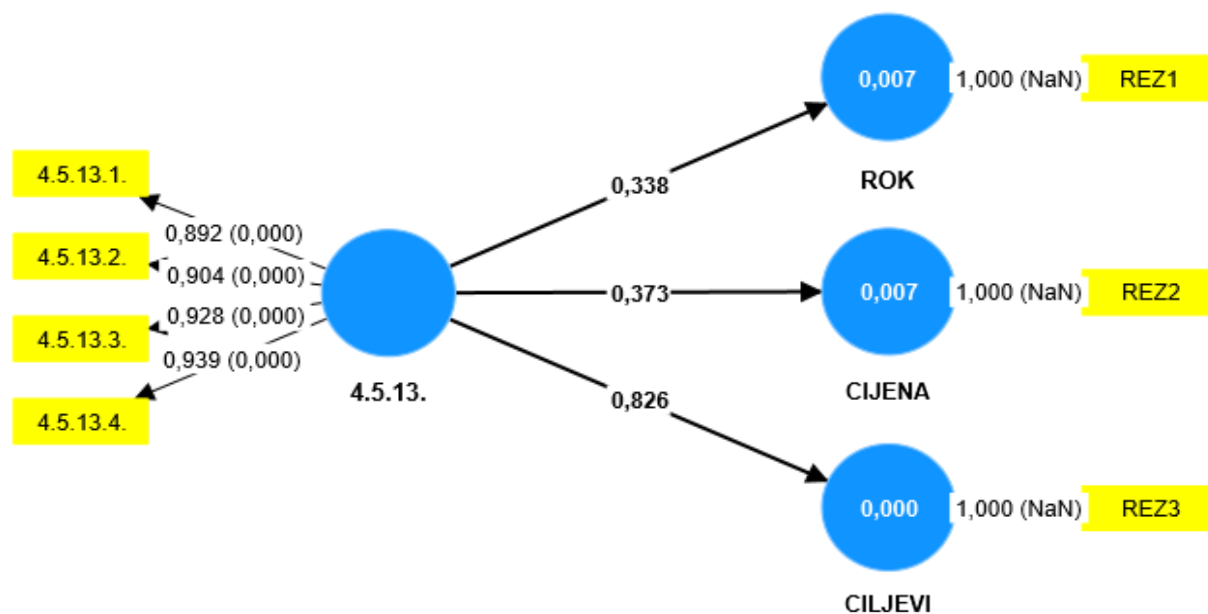 4.5.13.1.
4.5.13.2.
4.5.13.3.
4.5.13.4.
0,892 (0,000)
0,904 (0,000)
0,928 (0,000)
0,939 (0,000)
4.5.13.
0,338
0,373
0,826
0,007
ROK
1,000 (NaN)
REZ1
0,007
CIJENA
1,000 (NaN)
REZ2
0,000
CILJEVI
1,000 (NaN)
REZ3